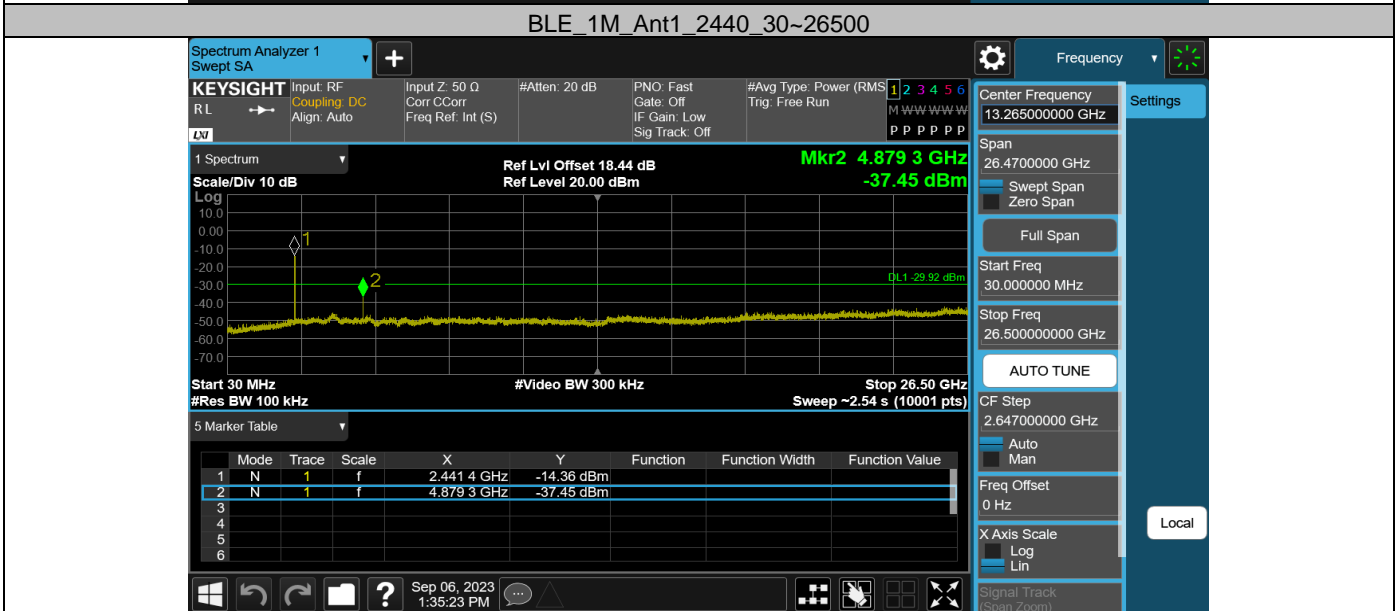 BLE_1M_Ant1_2440_30~26500
Spectrum Analyzer 1
Swept SA
Frequency
KEYSIGHT
RL
LXI
Input: RF
Coupling: DC
Align: Auto
Input Z: 50 Ω
Corr CCorr
Freq Ref: Int (S)
#Atten: 20 dB
PNO: Fast
Gate: Off
IF Gain: Low
Sig Track: Off
#Avg Type: Power (RMS
Trig: Free Run
1 2 3 4 5 6
M W W W W W
P P P P P P
1 Spectrum
Scale/Div 10 dB
Ref Lvl Offset 18.44 dB
Ref Level 20.00 dBm
Mkr2 4.879 3 GHz
-37.45 dBm
Log
10.0
0.00
-10.0
-20.0
-30.0
-40.0
-50.0
-60.0
-70.0
1
2
DL1 -29.92 dBm
Start 30 MHz
#Res BW 100 kHz
#Video BW 300 kHz
Stop 26.50 GHz
Sweep ~2.54 s (10001 pts)
5 Marker Table
Mode Trace Scale X Y Function Function Width Function Value
1 N 1 f 2.441 4 GHz -14.36 dBm
2 N 1 f 4.879 3 GHz -37.45 dBm
3
4
5
6
Sep 06, 2023
1:35:23 PM
Center Frequency
13.265000000 GHz
Settings
Span
26.4700000 GHz
Swept Span
Zero Span
Full Span
Start Freq
30.000000 MHz
Stop Freq
26.500000000 GHz
AUTO TUNE
CF Step
2.647000000 GHz
Auto
Man
Freq Offset
0 Hz
Local
X Axis Scale
Log
Lin
Signal Track
(Span Zoom)